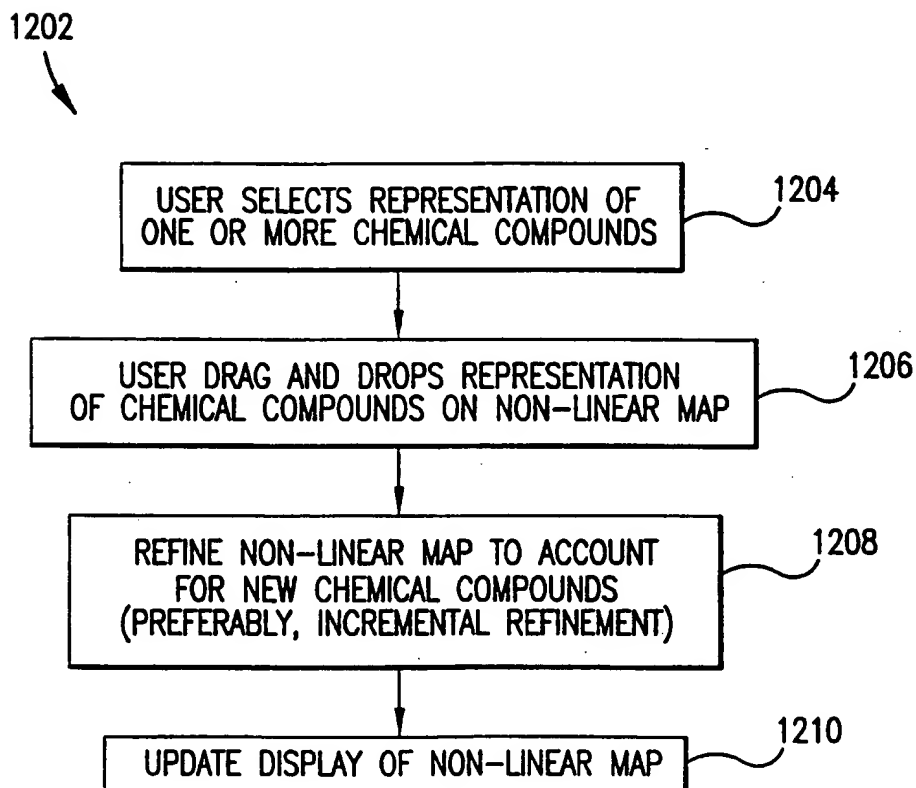 1202
USER SELECTS REPRESENTATION OF
ONE OR MORE CHEMICAL COMPOUNDS
1204
USER DRAG AND DROPS REPRESENTATION
OF CHEMICAL COMPOUNDS ON NON-LINEAR MAP
1206
REFINE NON-LINEAR MAP TO ACCOUNT
FOR NEW CHEMICAL COMPOUNDS
(PREFERABLY, INCREMENTAL REFINEMENT)
1208
UPDATE DISPLAY OF NON-LINEAR MAP
1210